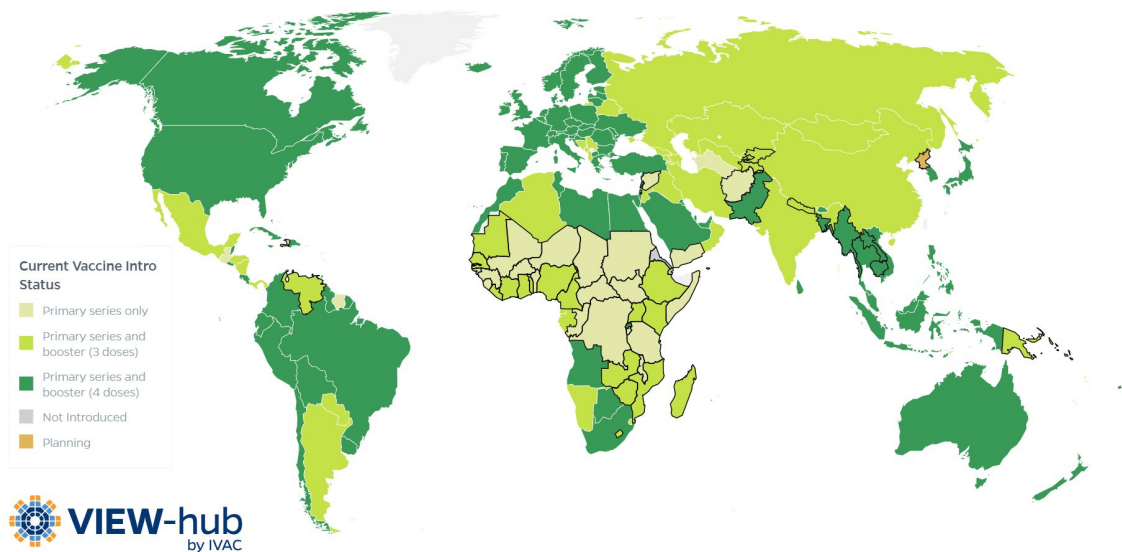 Current Vaccine Intro
Status
Primary series only
Primary series and
booster (3 doses)
Primary series and
booster (4 doses)
Not Introduced
Planning
VIEW-hub
by IVAC